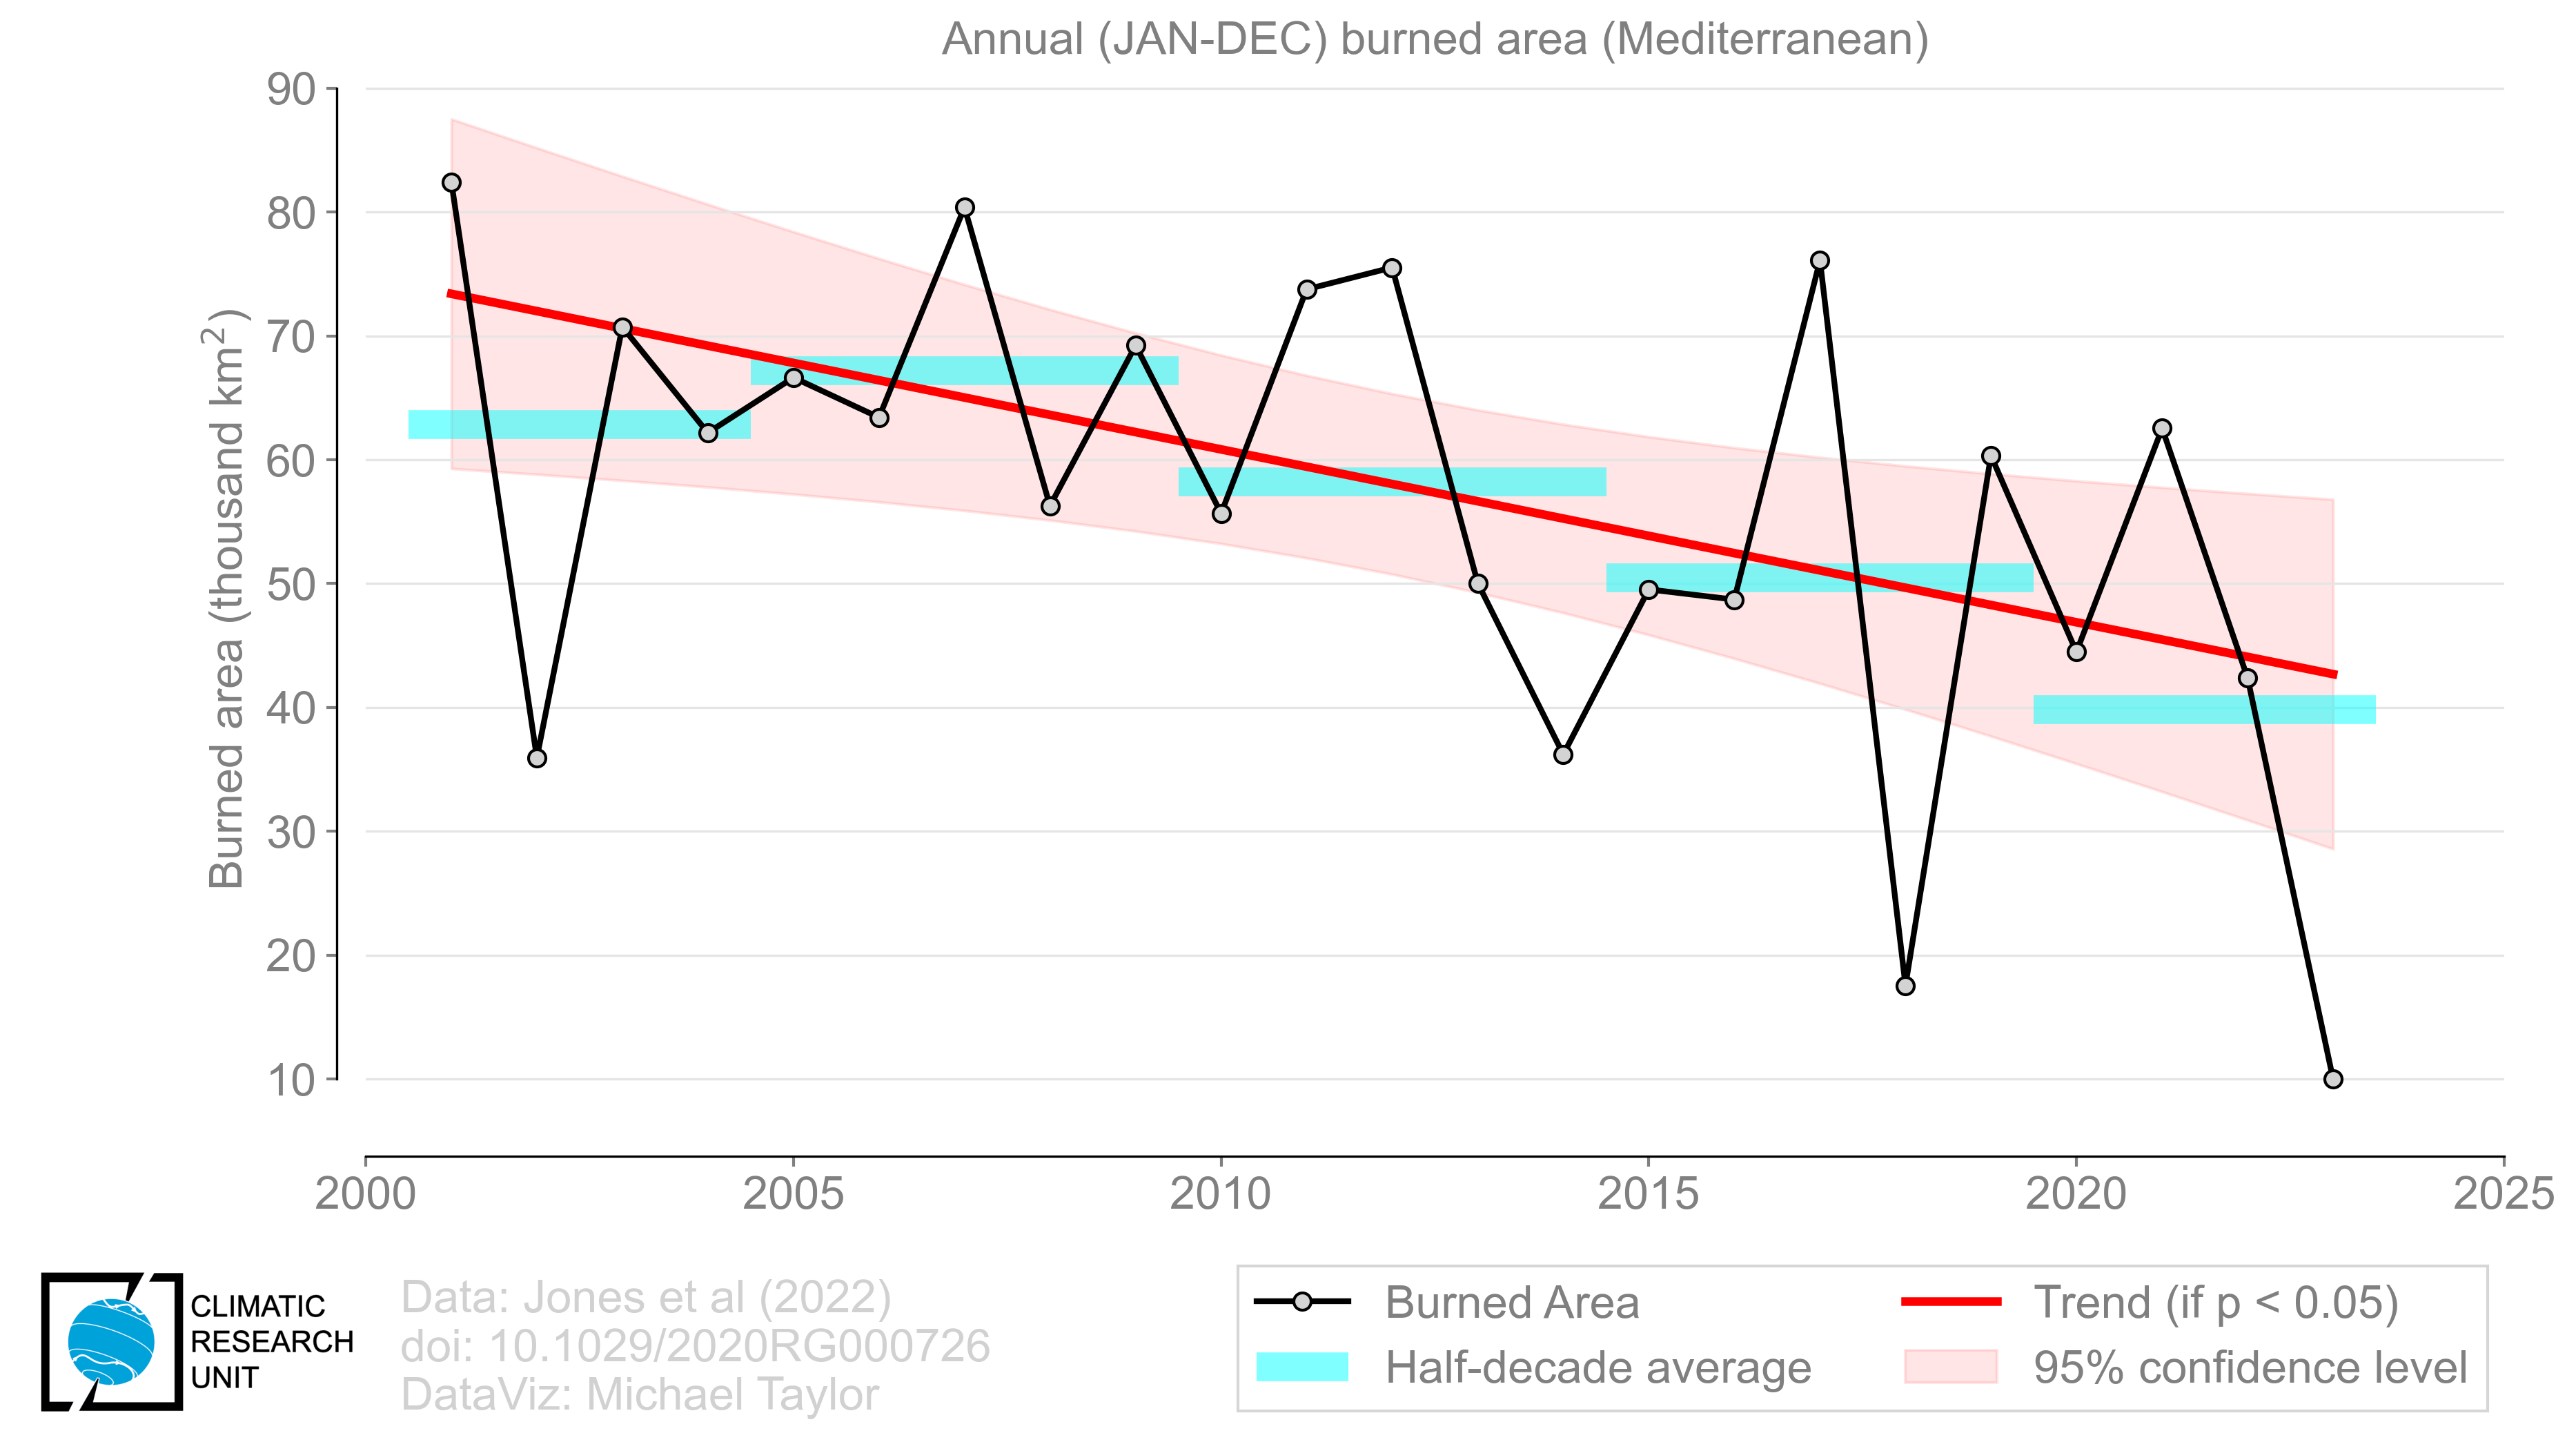 Annual (JAN-DEC) burned area (Mediterranean)
Burned area (thousand km²)
90
80
70
60
50
40
30
20
10
2000
2005
2010
2015
2020
2025
CLIMATIC
RESEARCH
UNIT
Data: Jones et al (2022)
doi: 10.1029/2020RG000726
DataViz: Michael Taylor
Burned Area
Half-decade average
Trend (if p < 0.05)
95% confidence level